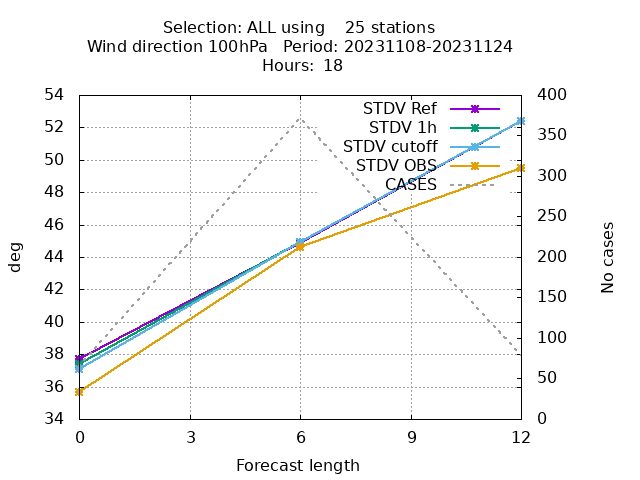 Selection: ALL using    25 stations
Wind direction 100hPa   Period: 20231108-20231124
Hours:  18
54
52
50
48
46
44
42
40
38
36
34
400
350
300
250
200
150
100
50
0
0
3
6
9
12
STDV Ref
STDV 1h
STDV cutoff
STDV OBS
CASES
deg
No cases
Forecast length